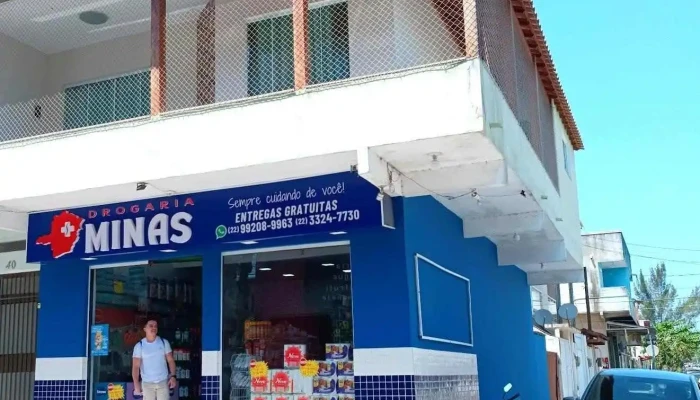 DROGARIA
MINAS
Sempre cuidando de você!
ENTREGAS GRATUITAS
(22) 99208-9963 (22) 3324-7730
40